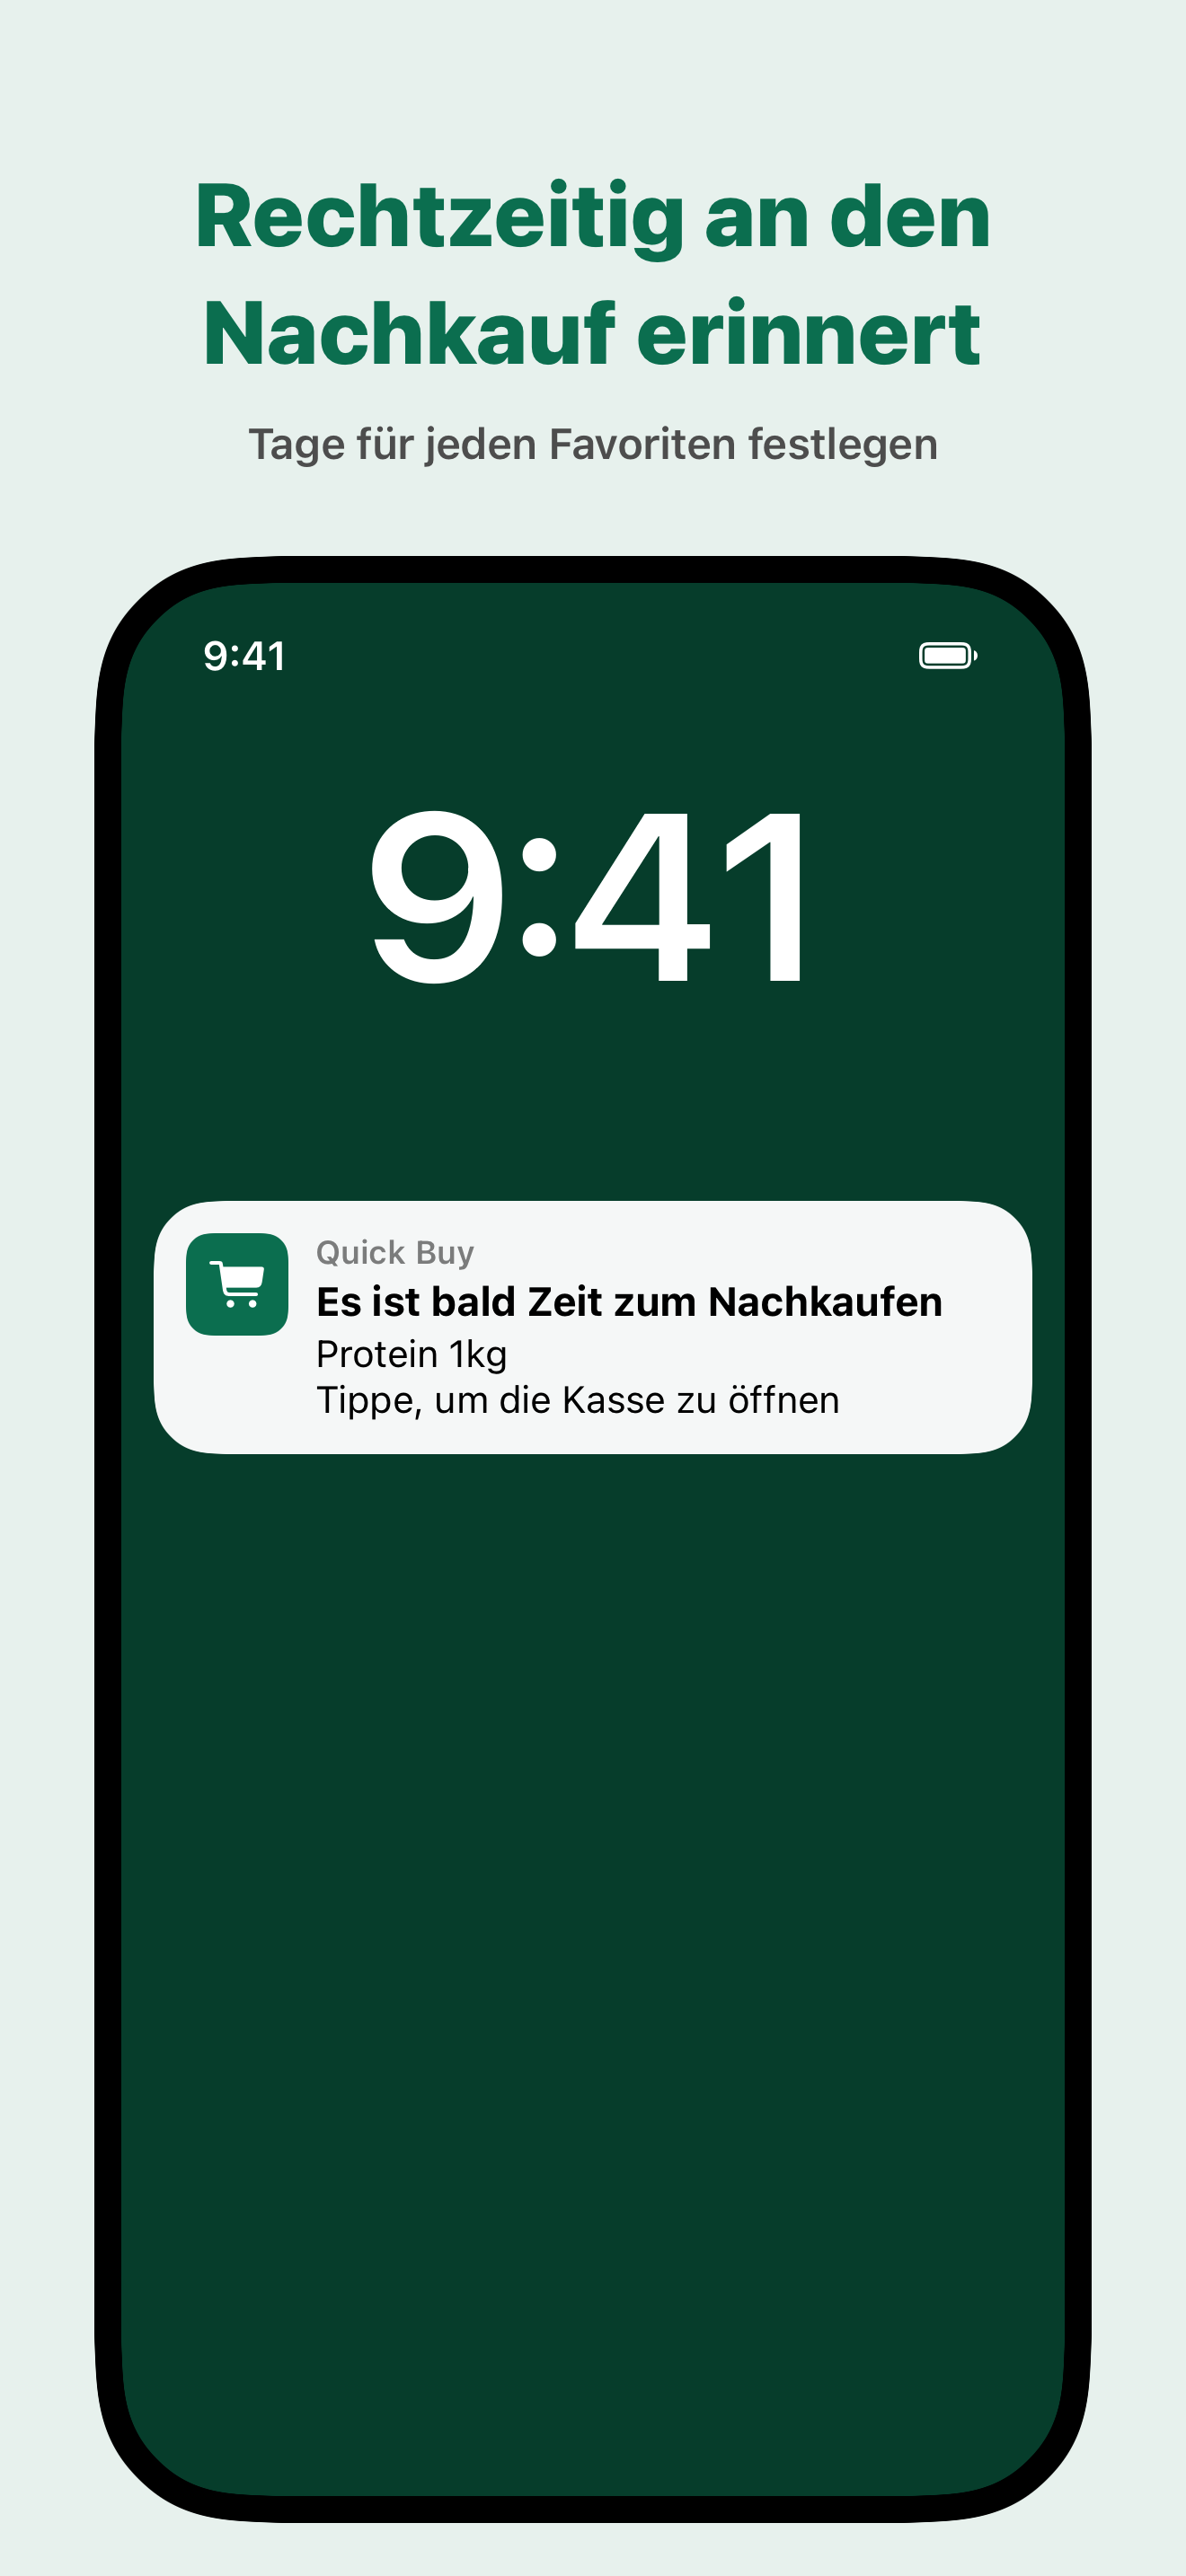 Rechtzeitig an den
Nachkauf erinnert
Tage für jeden Favoriten festlegen
9:41
9:41
Quick Buy
Es ist bald Zeit zum Nachkaufen
Protein 1kg
Tippe, um die Kasse zu öffnen